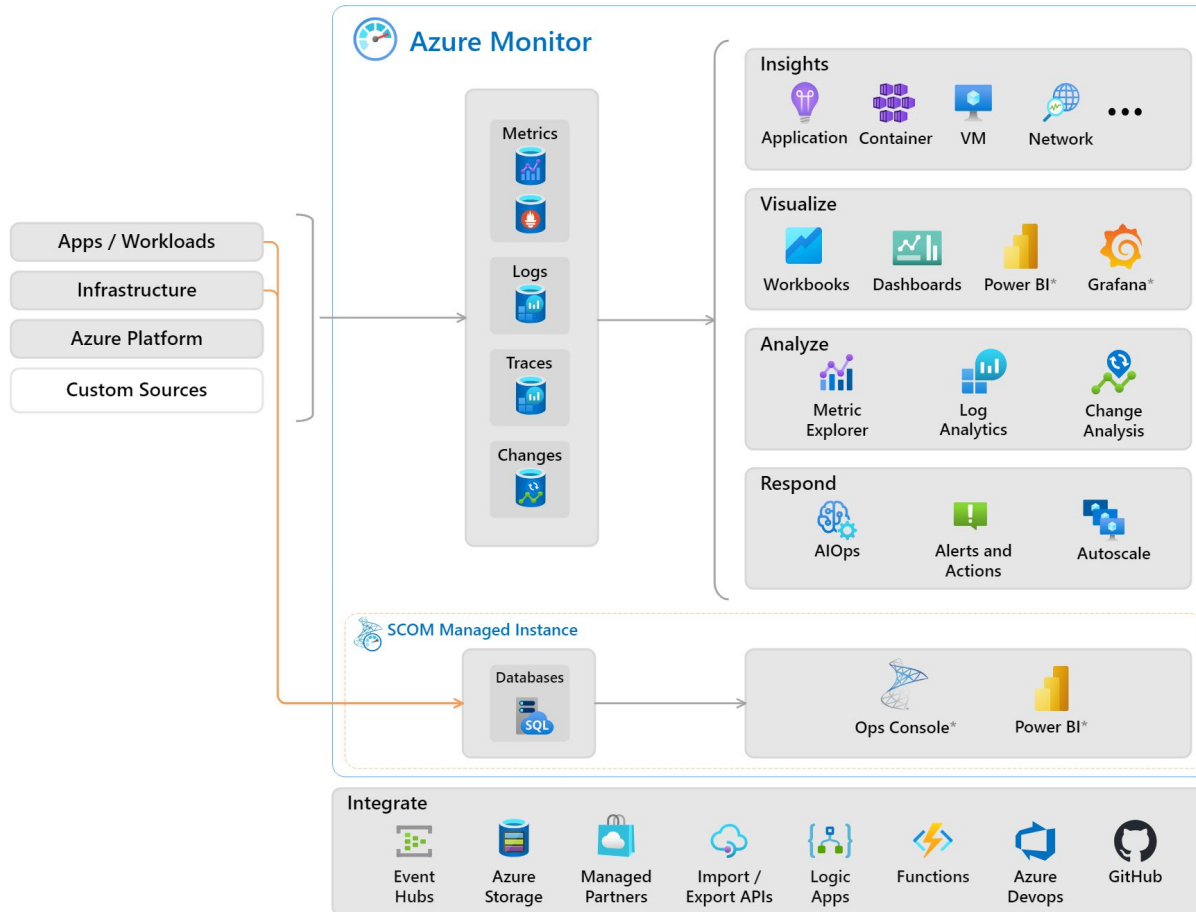 Azure Monitor
Apps / Workloads
Infrastructure
Azure Platform
Custom Sources
Metrics
Logs
Traces
Changes
Insights
Application
Container
VM
Network
Visualize
Workbooks
Dashboards
Power BI*
Grafana*
Analyze
Metric
Explorer
Log
Analytics
Change
Analysis
Respond
AIOps
Alerts and
Actions
Autoscale
SCOM Managed Instance
Databases
SQL
Ops Console*
Power BI*
Integrate
Event
Hubs
Azure
Storage
Managed
Partners
Import /
Export APIs
Logic
Apps
Functions
Azure
Devops
GitHub